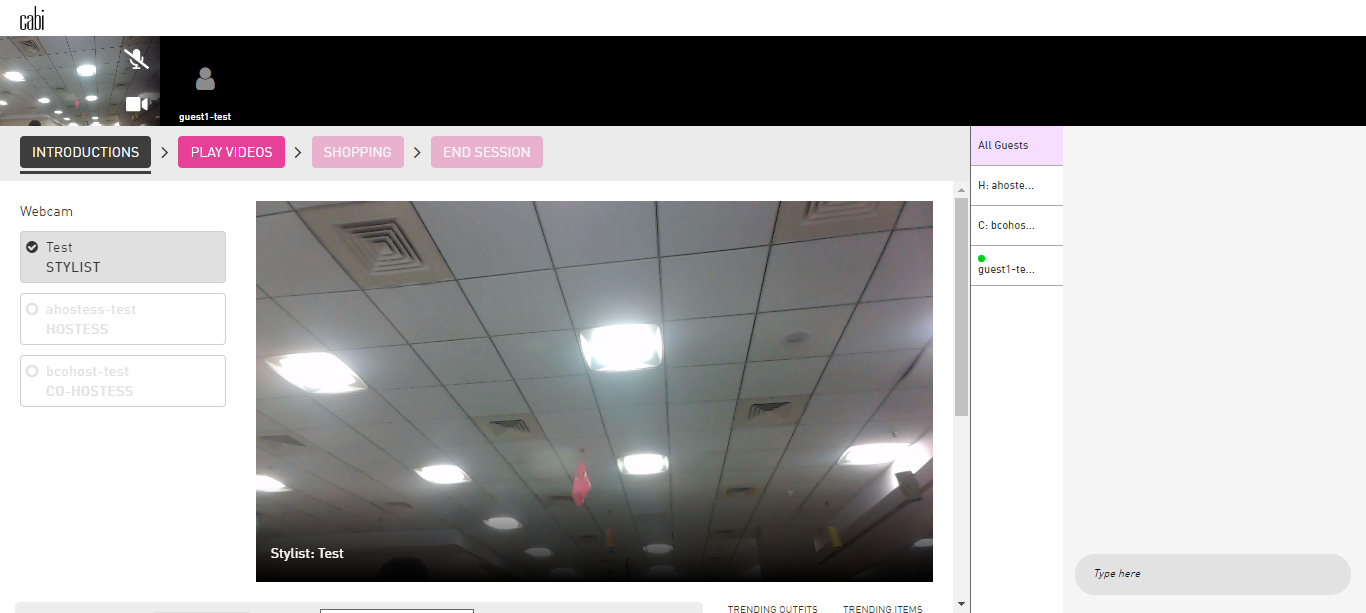 cabi
guest1-test
INTRODUCTIONS
PLAY VIDEOS
SHOPPING
END SESSION
All Guests
H: ahoste...
C: bcohos...
guest1-te...
Webcam
Test
STYLIST
ahostess-test
HOSTESS
bcohost-test
CO-HOSTESS
Stylist: Test
Type here
TRENDING OUTFITS
TRENDING ITEMS